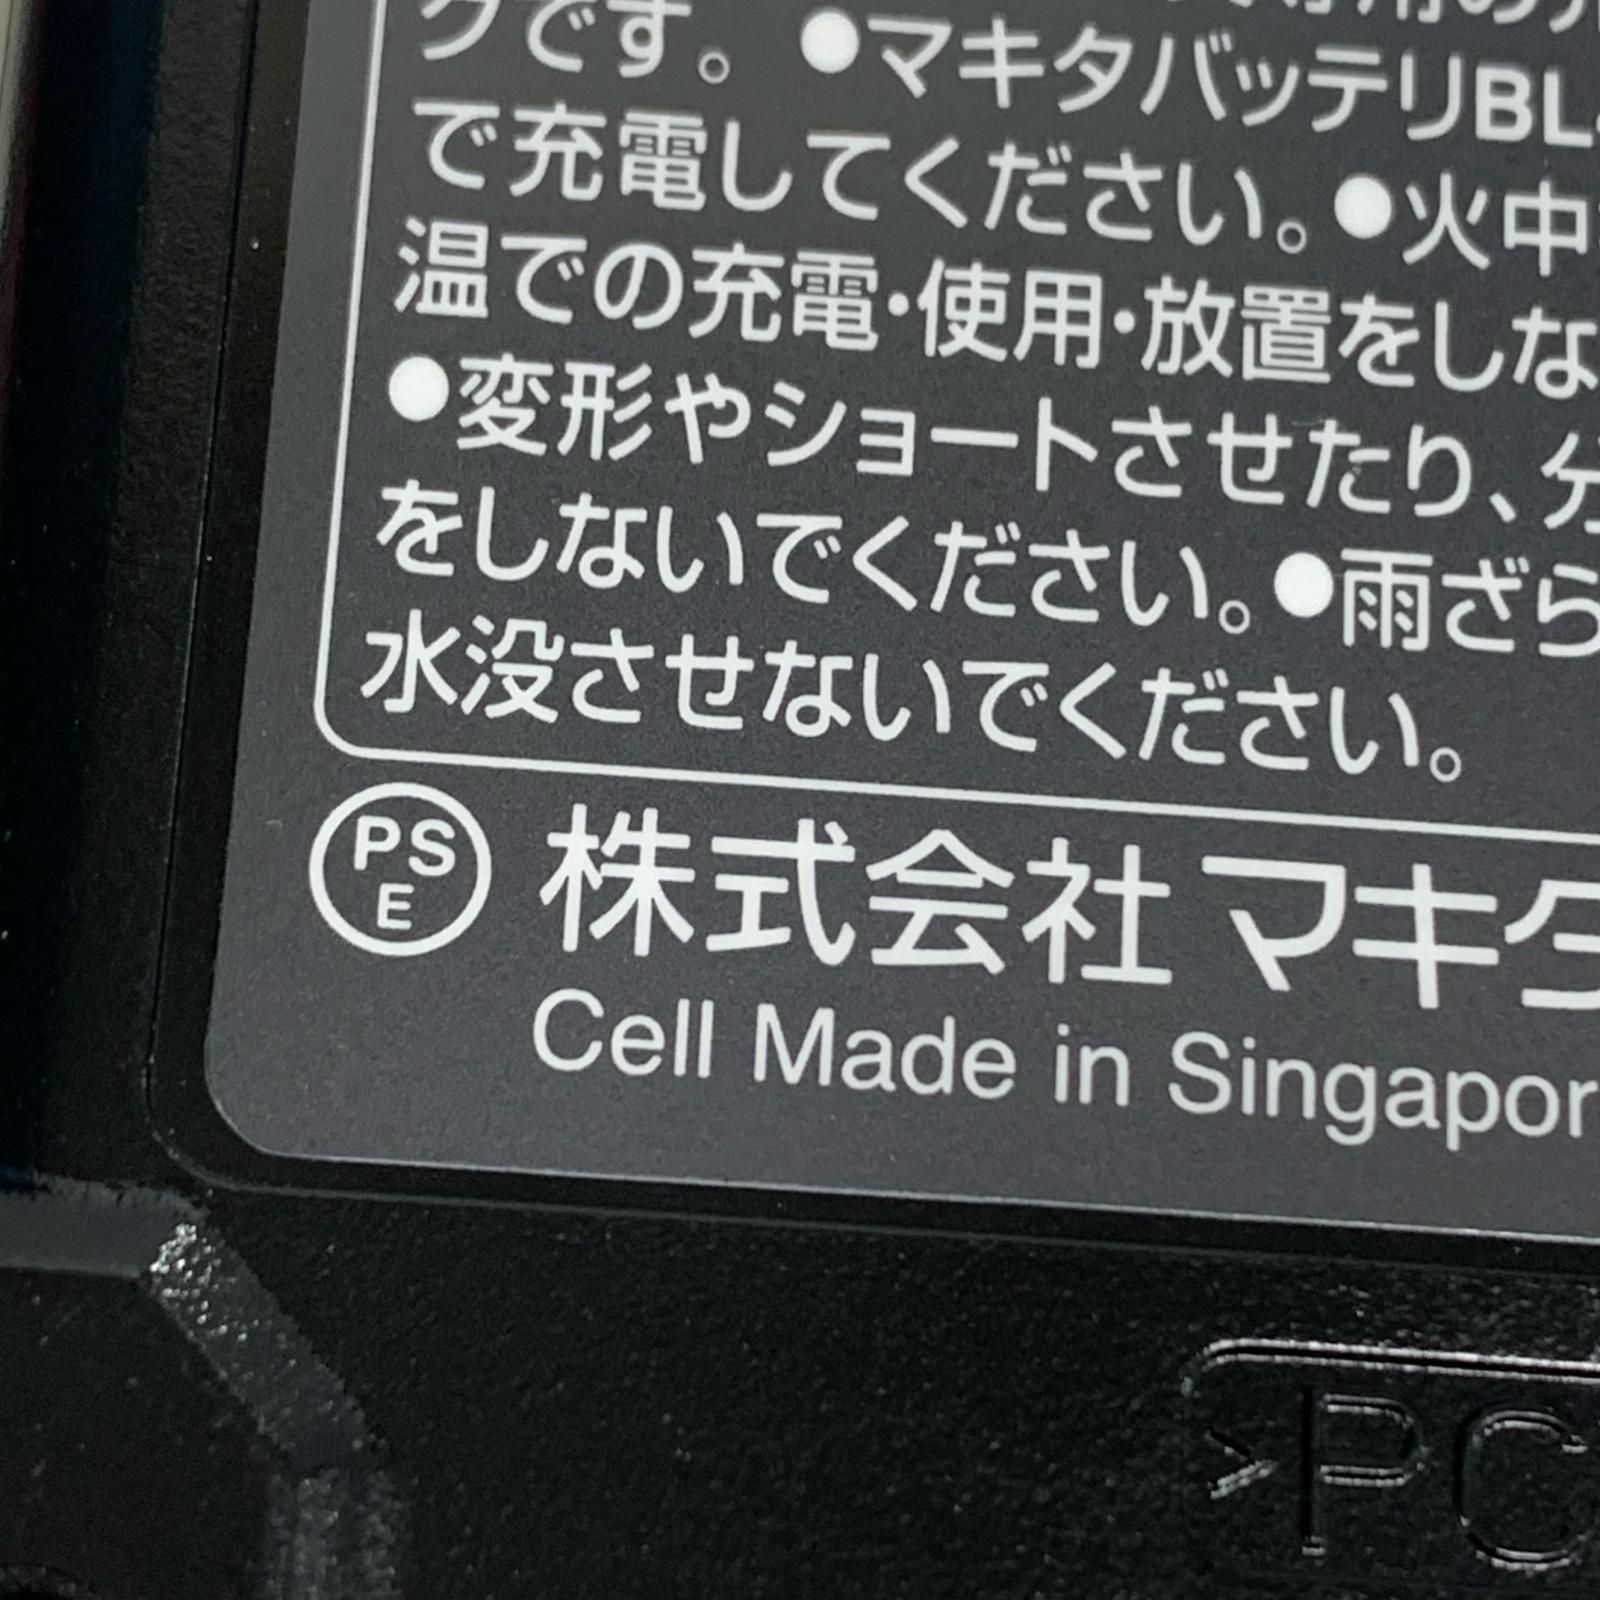 クです。●マキタバッテリBL
で充電してください。●火中
温での充電・使用・放置をしな
●変形やショートさせたり、分
をしないでください。●雨ざら
水没させないでください。
PS
E
株式会社 マキタ
Cell Made in Singapor
>PC